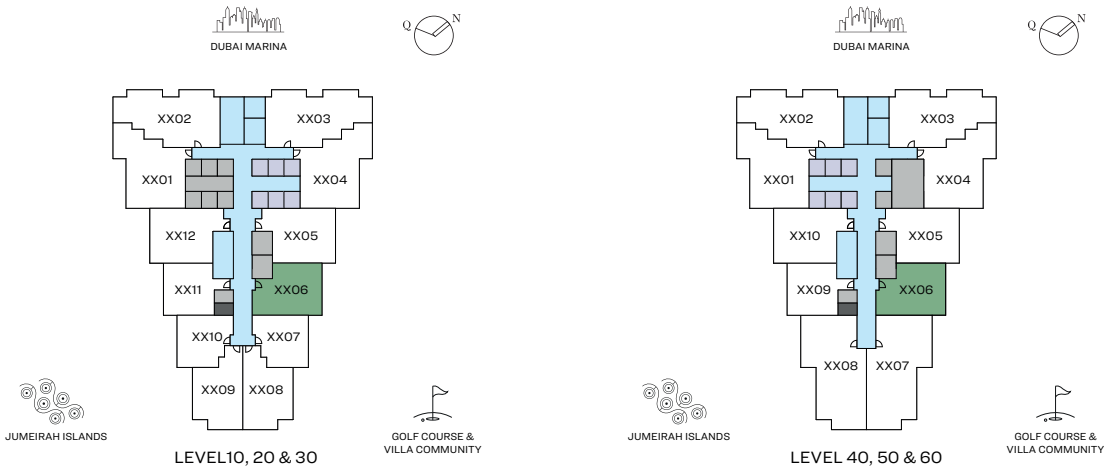 DUBAI MARINA
Q N
XX02 XX03
XX01 XX04
XX12 XX05
XX11 XX06
XX10 XX07
XX09 XX08
JUMEIRAH ISLANDS
GOLF COURSE &
VILLA COMMUNITY
LEVEL10, 20 & 30
DUBAI MARINA
Q N
XX02 XX03
XX01 XX04
XX10 XX05
XX09 XX06
XX08 XX07
JUMEIRAH ISLANDS
GOLF COURSE &
VILLA COMMUNITY
LEVEL 40, 50 & 60